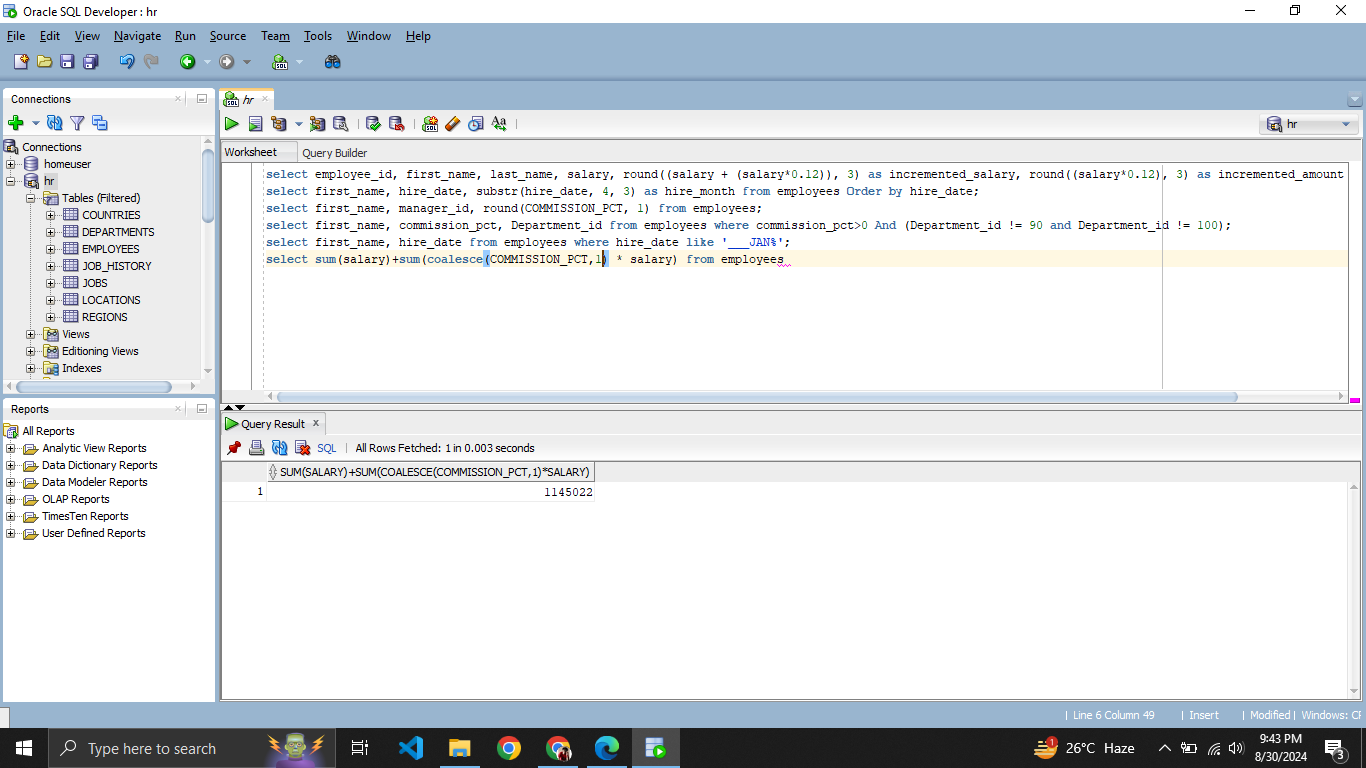 Oracle SQL Developer : hr
File Edit View Navigate Run Source Team Tools Window Help
Connections
Connections
homeuser
hr
Tables (Filtered)
COUNTRIES
DEPARTMENTS
EMPLOYEES
JOB_HISTORY
JOBS
LOCATIONS
REGIONS
Views
Editioning Views
Indexes
Reports
All Reports
Analytic View Reports
Data Dictionary Reports
Data Modeler Reports
OLAP Reports
TimesTen Reports
User Defined Reports
hr
hr
Worksheet Query Builder
select employee_id, first_name, last_name, salary, round((salary + (salary*0.12)), 3) as incremented_salary, round((salary*0.12), 3) as incremented_amount
select first_name, hire_date, substr(hire_date, 4, 3) as hire_month from employees Order by hire_date;
select first_name, manager_id, round(COMMISSION_PCT, 1) from employees;
select first_name, commission_pct, Department_id from employees where commission_pct>0 And (Department_id != 90 and Department_id != 100);
select first_name, hire_date from employees where hire_date like '___JAN%';
select sum(salary)+sum(coalesce(COMMISSION_PCT,1) * salary) from employees
Query Result
SQL | All Rows Fetched: 1 in 0.003 seconds
SUM(SALARY)+SUM(COALESCE(COMMISSION_PCT,1)*SALARY)
1 1145022
| Line 6 Column 49 | Insert | Modified | Windows: CF
Type here to search
1 26°C Haze
9:43 PM
8/30/2024
3